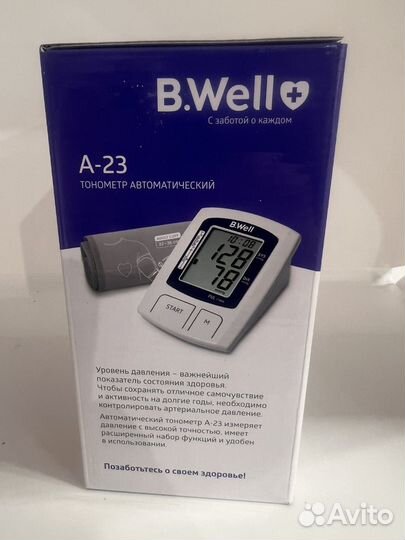 B.Well
С заботой о каждом
A-23
ТОНОМЕТР АВТОМАТИЧЕСКИЙ
B.Well
10:08
128
78
START
M
Уровень давления – важнейший
показатель состояния здоровья.
Чтобы сохранять отличное самочувствие
и активность на долгие годы, необходимо
контролировать артериальное давление.
Автоматический тонометр А-23 измеряет
давление с высокой точностью, имеет
расширенный набор функций и удобен
в использовании.
Позаботьтесь о своем здоровье!
Avito